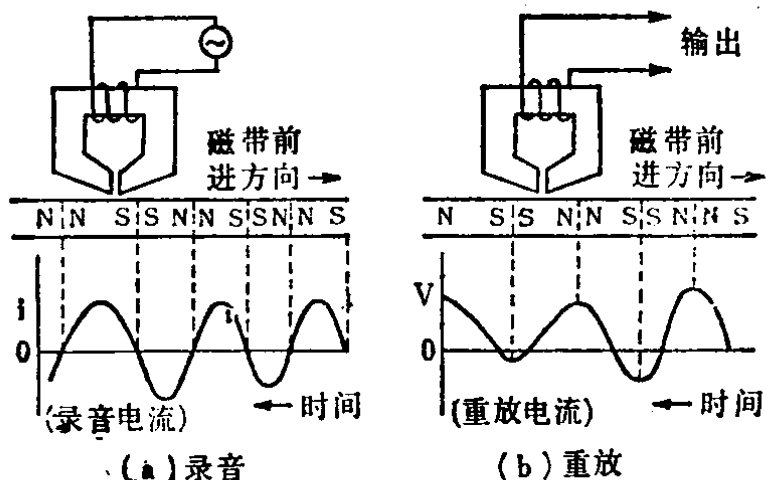 磁带前
进方向
N N S S N N S S N N S
i
i
0
(录音电流)
时间
(a)录音
输出
磁带前
进方向
N S S N N S S N N S
V
0
(重放电流)
时间
(b)重放